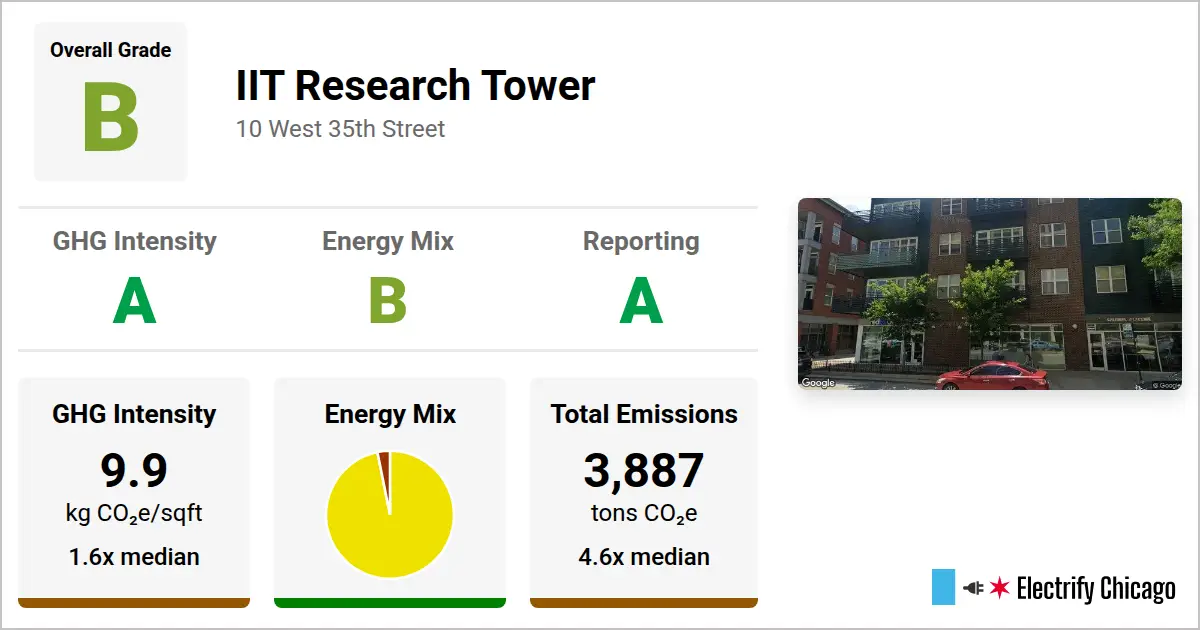 Overall Grade
B
IIT Research Tower
10 West 35th Street
GHG Intensity
Energy Mix
Reporting
A
B
A
GHG Intensity
9.9
kg CO₂e/sqft
1.6x median
Energy Mix
Total Emissions
3,887
tons CO₂e
4.6x median
Google
© Google
Electrify Chicago